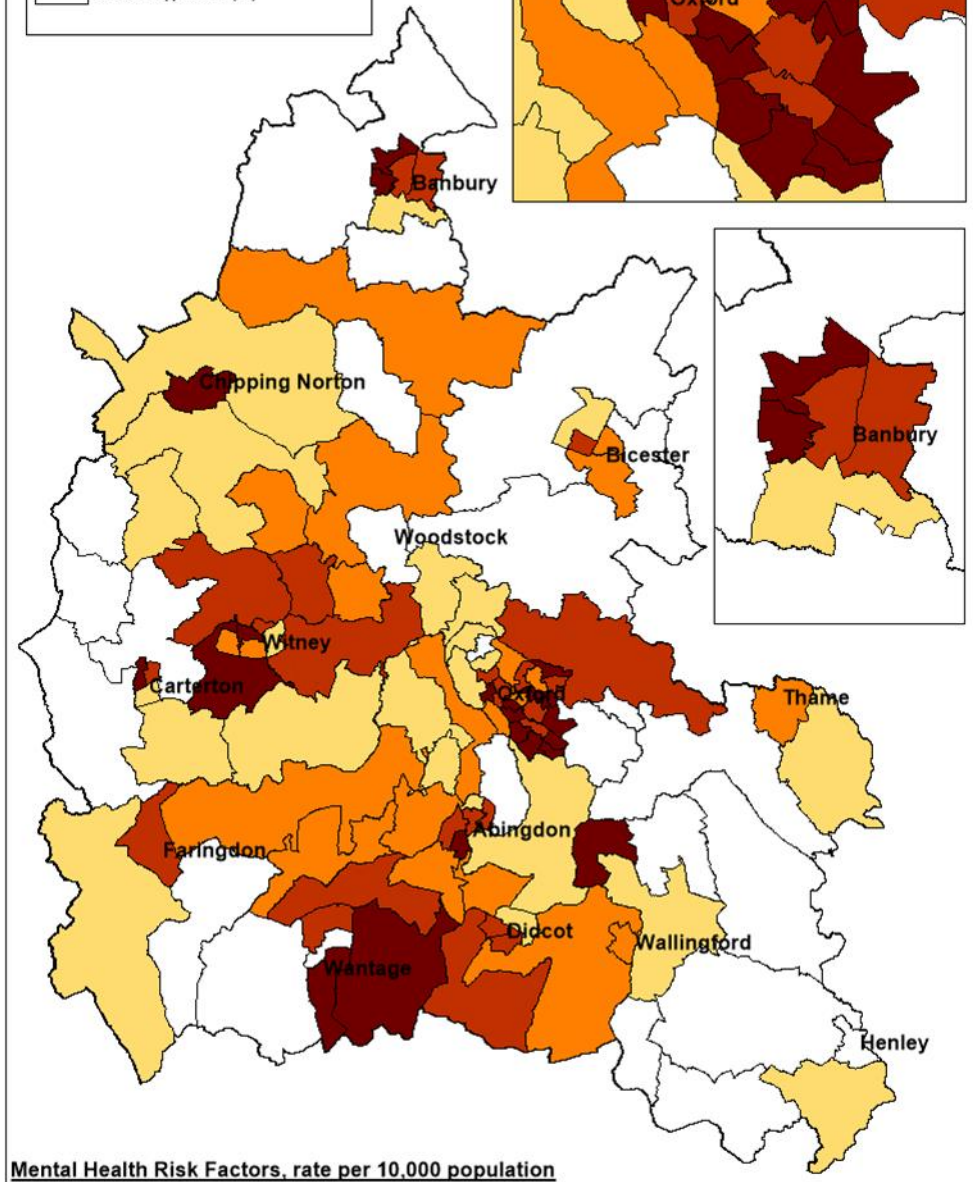 Oxford
Banbury
Chipping Norton
Banbury
Bicester
Woodstock
Witney
Carterton
Oxford
Thame
Abingdon
Faringdon
Didcot
Wallingford
Wantage
Henley
Mental Health Risk Factors, rate per 10,000 population